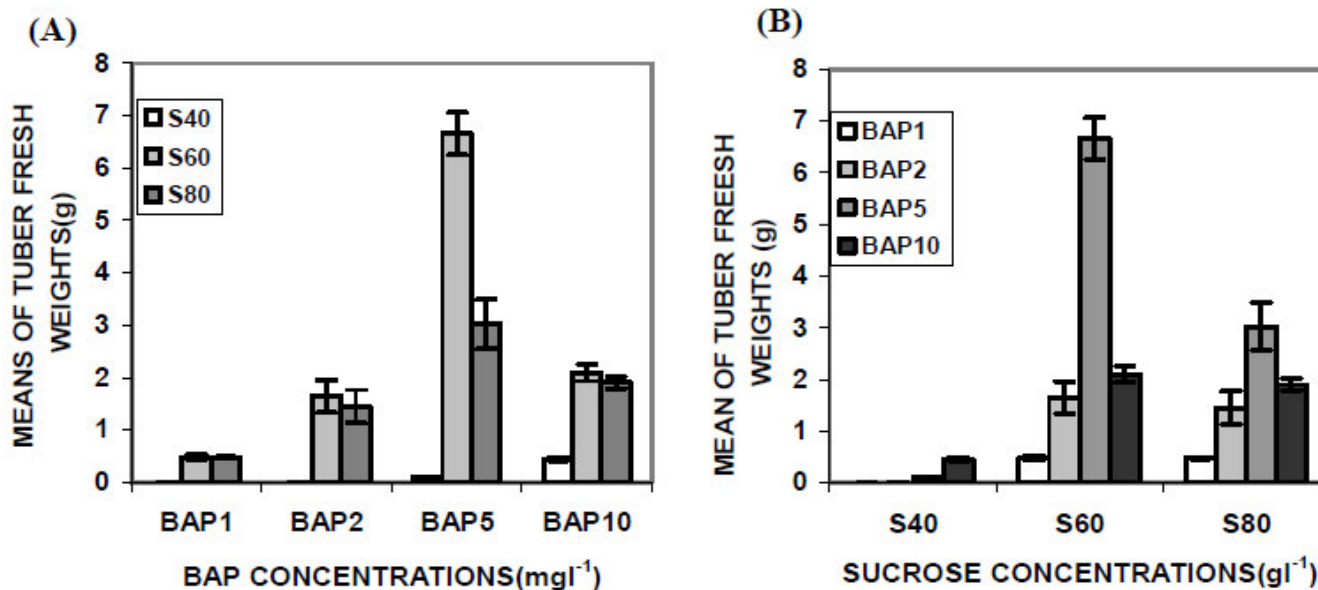 (A)
MEANS OF TUBER FRESH
WEIGHTS(g)
8
7
6
5
4
3
2
1
0
S40
S60
S80
BAP1 BAP2 BAP5 BAP10
BAP CONCENTRATIONS(mgl⁻¹)
(B)
MEAN OF TUBER FREESH
WEIGHTS (g)
8
7
6
5
4
3
2
1
0
BAP1
BAP2
BAP5
BAP10
S40 S60 S80
SUCROSE CONCENTRATIONS(gl⁻¹)